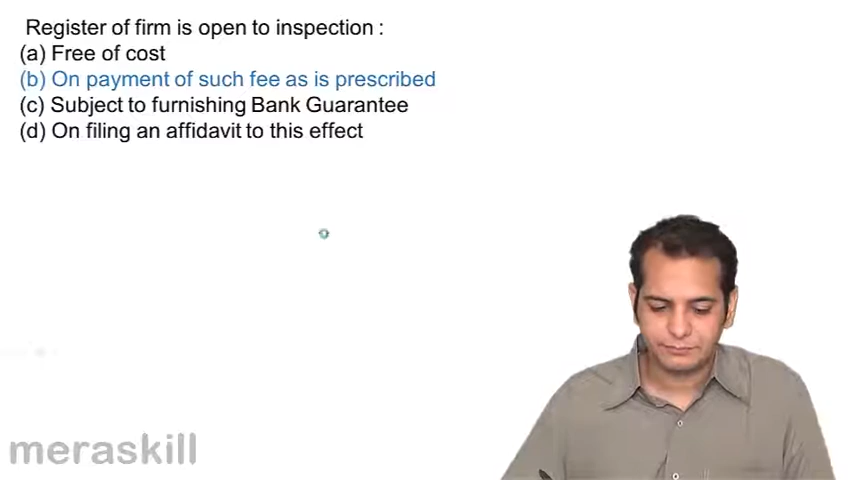 Register of firm is open to inspection :
(a) Free of cost
(b) On payment of such fee as is prescribed
(c) Subject to furnishing Bank Guarantee
(d) On filing an affidavit to this effect
meraskill